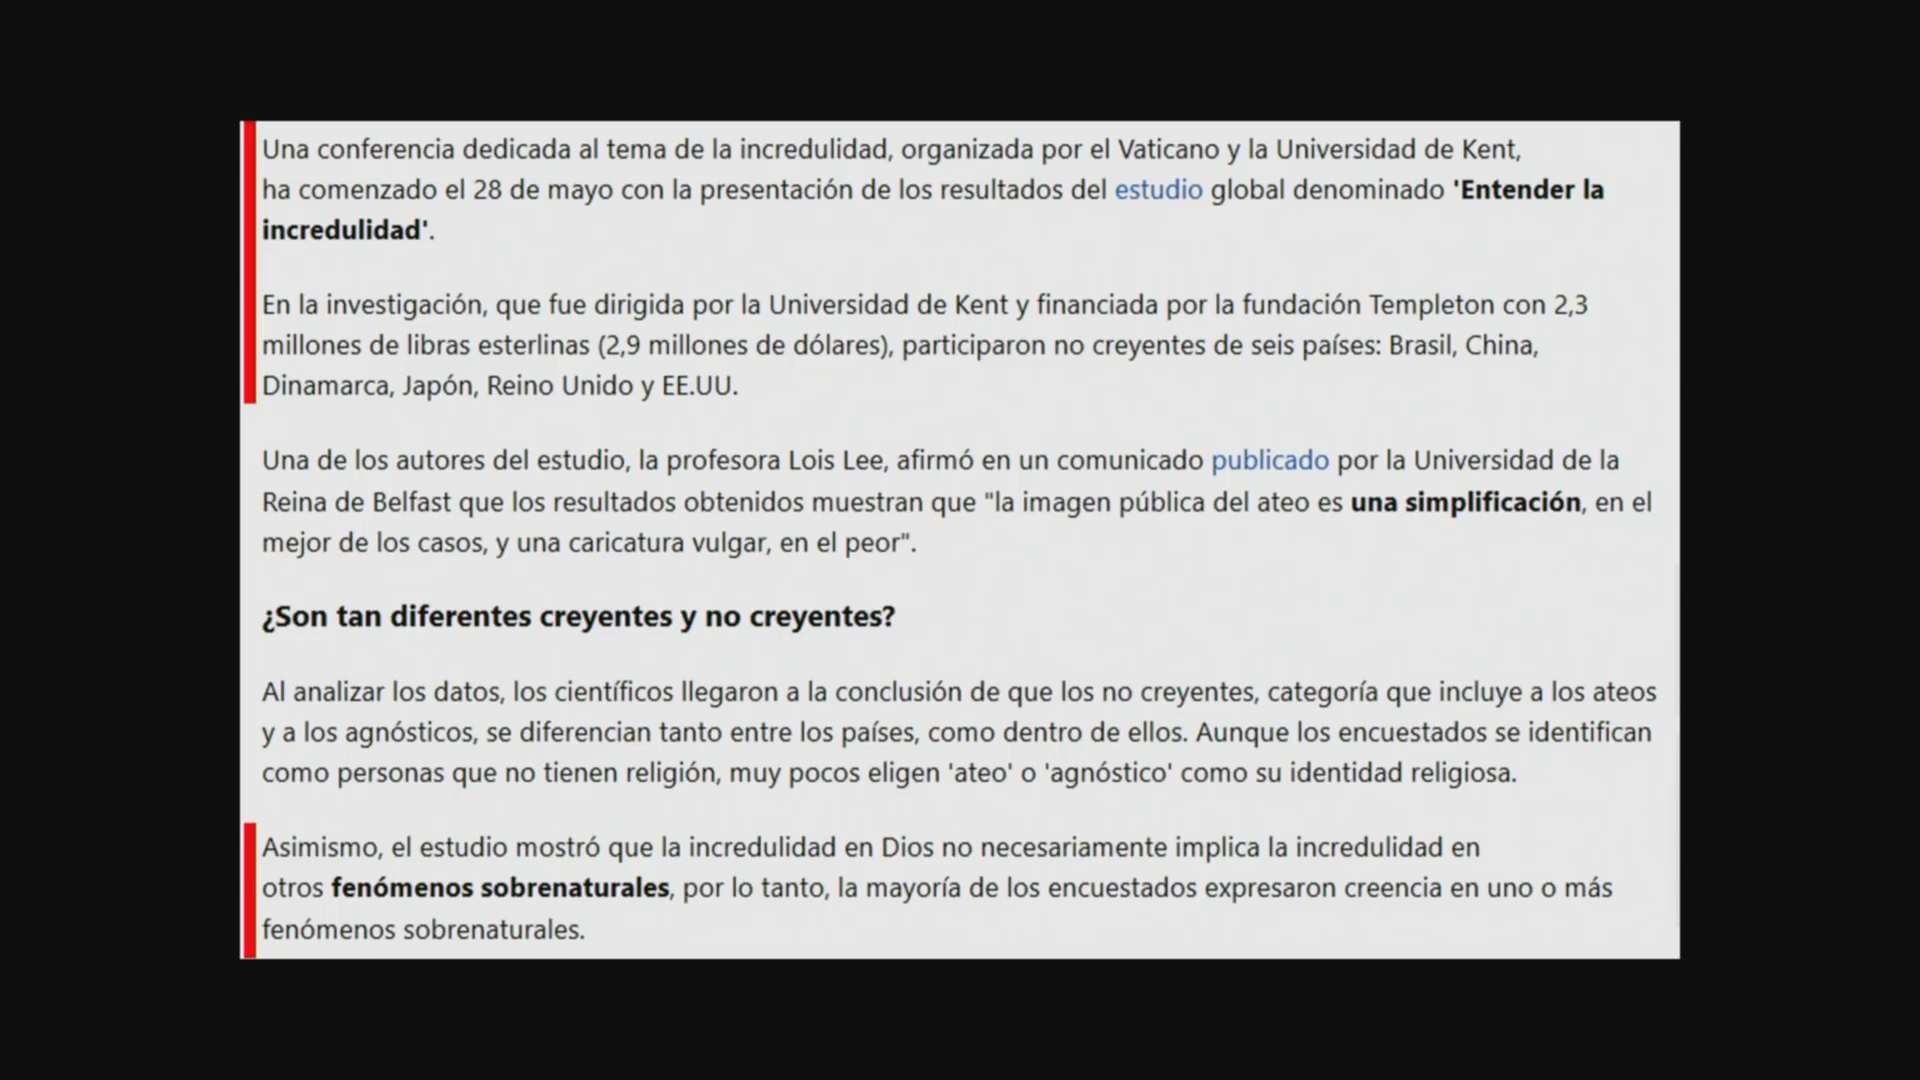 Una conferencia dedicada al tema de la incredulidad, organizada por el Vaticano y la Universidad de Kent,
ha comenzado el 28 de mayo con la presentación de los resultados del estudio global denominado 'Entender la
incredulidad'.
En la investigación, que fue dirigida por la Universidad de Kent y financiada por la fundación Templeton con 2,3
millones de libras esterlinas (2,9 millones de dólares), participaron no creyentes de seis países: Brasil, China,
Dinamarca, Japón, Reino Unido y EE.UU.
Una de los autores del estudio, la profesora Lois Lee, afirmó en un comunicado publicado por la Universidad de la
Reina de Belfast que los resultados obtenidos muestran que "la imagen pública del ateo es una simplificación, en el
mejor de los casos, y una caricatura vulgar, en el peor".
¿Son tan diferentes creyentes y no creyentes?
Al analizar los datos, los científicos llegaron a la conclusión de que los no creyentes, categoría que incluye a los ateos
y a los agnósticos, se diferencian tanto entre los países, como dentro de ellos. Aunque los encuestados se identifican
como personas que no tienen religión, muy pocos eligen 'ateo' o 'agnóstico' como su identidad religiosa.
Asimismo, el estudio mostró que la incredulidad en Dios no necesariamente implica la incredulidad en
otros fenómenos sobrenaturales, por lo tanto, la mayoría de los encuestados expresaron creencia en uno o más
fenómenos sobrenaturales.